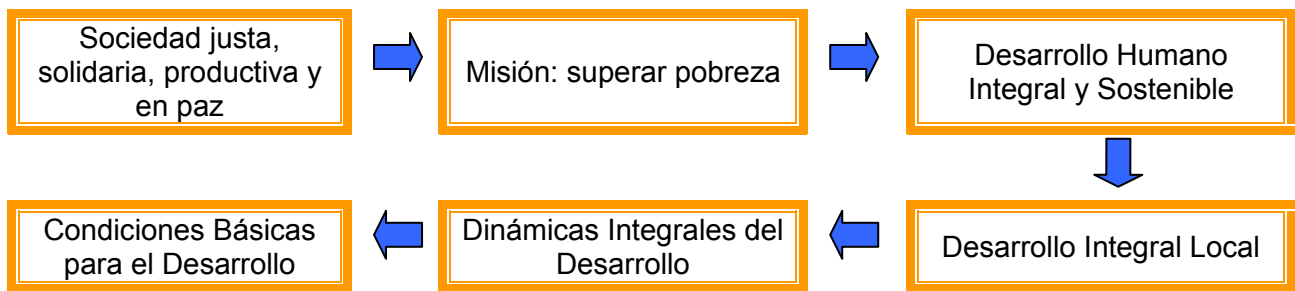 Sociedad justa,
solidaria, productiva y
en paz
Misión: superar pobreza
Desarrollo Humano
Integral y Sostenible
Condiciones Básicas
para el Desarrollo
Dinámicas Integrales del
Desarrollo
Desarrollo Integral Local